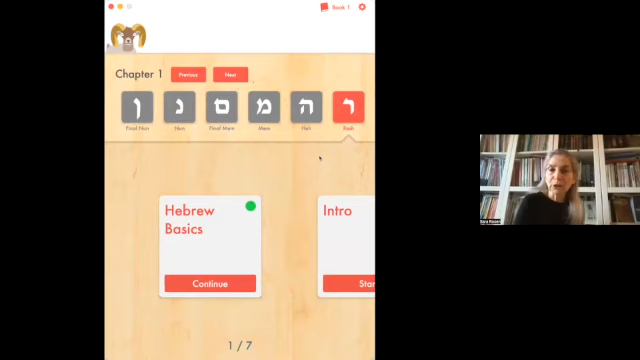 Book 1
Chapter 1
Previous
Next
ן
נ
ם
מ
ה
ר
Final Nun
Nun
Final Mem
Mem
Heh
Resh
Hebrew
Basics
Continue
Intro
Star
1 / 7